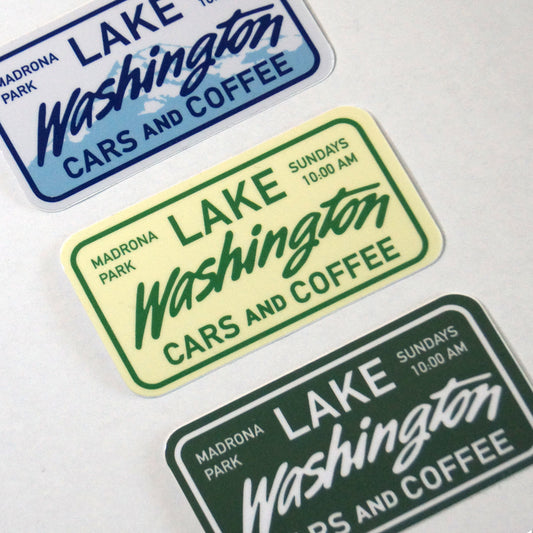 LAKE
MADRONA
PARK
Washington
CARS AND COFFEE
LAKE
SUNDAYS
10:00 AM
MADRONA
PARK
Washington
CARS AND COFFEE
LAKE
SUNDAYS
10:00 AM
MADRONA
PARK
Washington
CARS AND COFFEE